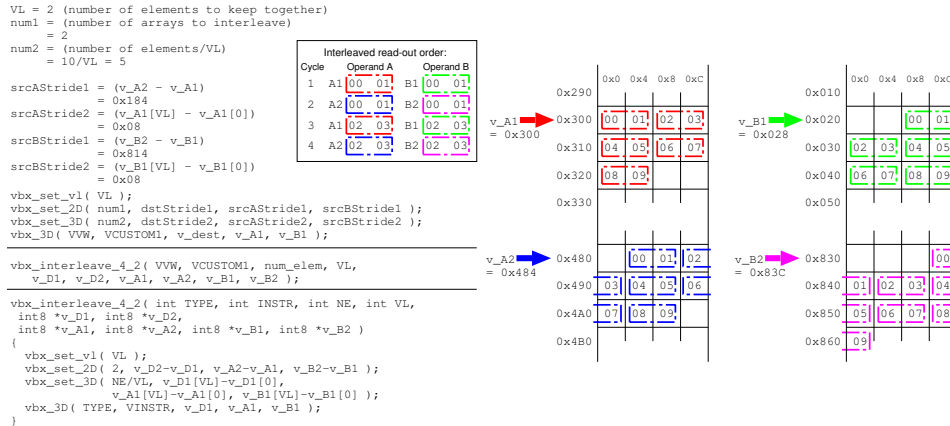 VL = 2 (number of elements to keep together)
num1 = (number of arrays to interleave)
= 2
num2 = (number of elements/VL)
= 10/VL = 5
srcAStride1 = (v_A2 - v_A1)
= 0x184
srcAStride2 = (v_A1[VL] - v_A1[0])
= 0x08
srcBStride1 = (v_B2 - v_B1)
= 0x814
srcBStride2 = (v_B1[VL] - v_B1[0])
= 0x08
vbx_set_vl( VL );
vbx_set_2D( num1, dstStride1, srcAStride1, srcBStride1 );
vbx_set_3D( num2, dstStride2, srcAStride2, srcBStride2 );
vbx_3D( VVW, VCUSTOM1, v_dest, v_A1, v_B1 );
vbx_interleave_4_2( VVW, VCUSTOM1, num_elem, VL,
v_D1, v_D2, v_A1, v_A2, v_B1, v_B2 );
vbx_interleave_4_2( int TYPE, int INSTR, int NE, int VL,
int8 *v_D1, int8 *v_D2,
int8 *v_A1, int8 *v_A2, int8 *v_B1, int8 *v_B2 )
{
vbx_set_vl( VL );
vbx_set_2D( 2, v_D2-v_D1, v_A2-v_A1, v_B2-v_B1 );
vbx_set_3D( NE/VL, v_D1[VL]-v_D1[0],
v_A1[VL]-v_A1[0], v_B1[VL]-v_B1[0] );
vbx_3D( TYPE, VINSTR, v_D1, v_A1, v_B1 );
}
Interleaved read-out order:
Cycle Operand A Operand B
1 A1 00 01 B1 00 01
2 A2 00 01 B2 00 01
3 A1 02 03 B1 02 03
4 A2 02 03 B2 02 03
0x0 0x4 0x8 0xC
0x290
v_A1 0x300 00 01 02 03
= 0x300
0x310 04 05 06 07
0x320 08 09
0x330
v_A2 0x480 00 01 02
= 0x484
0x490 03 04 05 06
0x4A0 07 08 09
0x4B0
0x0 0x4 0x8
0x010
v_B1 0x020 00 01
= 0x028
0x030 02 03 04 05
0x040 06 07 08 09
0x050
v_B2 0x830 00
= 0x83C
0x840 01 02 03 04
0x850 05 06 07 08
0x860 09